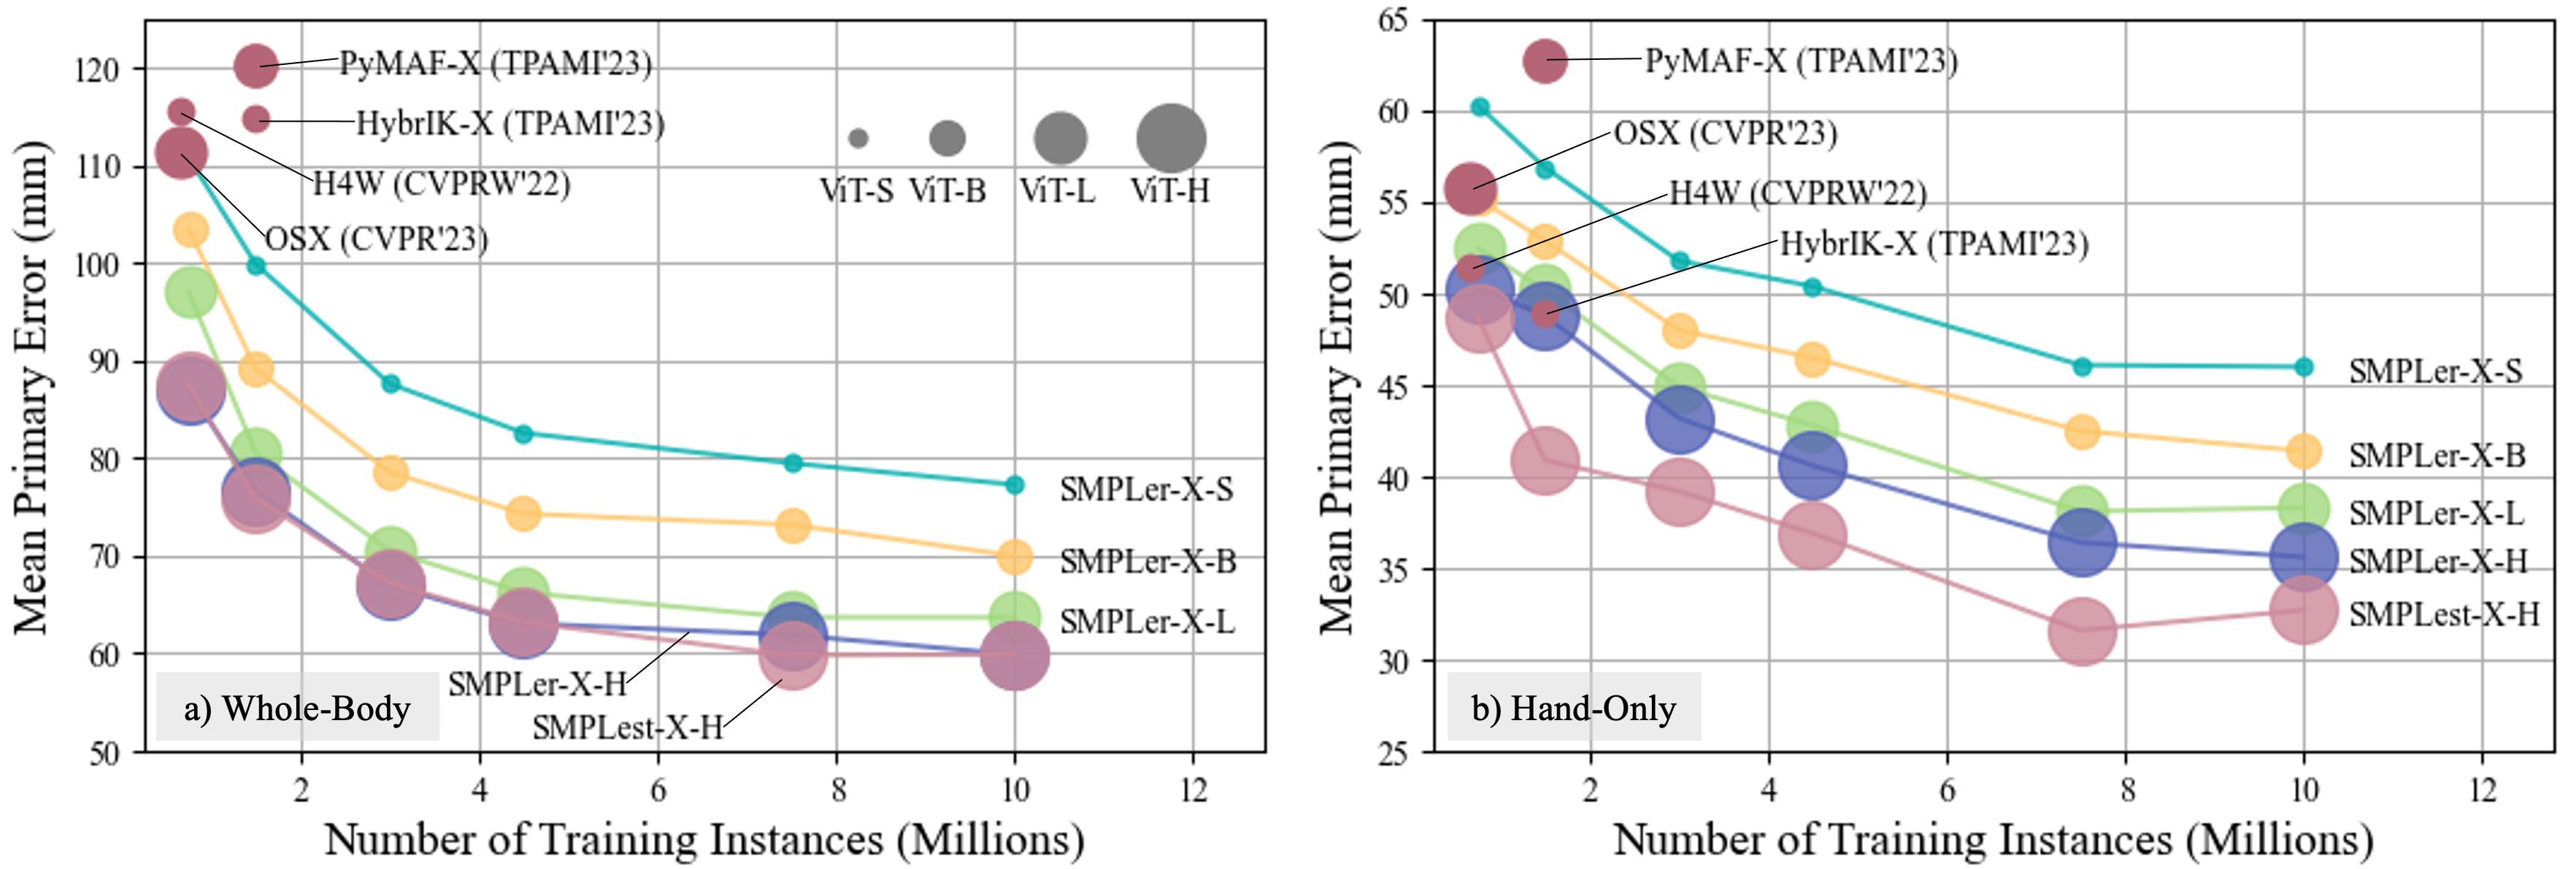 Mean Primary Error (mm)
120
110
100
90
80
70
60
50
PyMAF-X (TPAMI'23)
HybrIK-X (TPAMI'23)
H4W (CVPRW'22)
OSX (CVPR'23)
ViT-S ViT-B ViT-L ViT-H
SMPLer-X-S
SMPLer-X-B
SMPLer-X-L
SMPLer-X-H
SMPLest-X-H
a) Whole-Body
2 4 6 8 10 12
Number of Training Instances (Millions)
Mean Primary Error (mm)
65
60
55
50
45
40
35
30
25
PyMAF-X (TPAMI'23)
OSX (CVPR'23)
H4W (CVPRW'22)
HybrIK-X (TPAMI'23)
SMPLer-X-S
SMPLer-X-B
SMPLer-X-L
SMPLer-X-H
SMPLest-X-H
b) Hand-Only
2 4 6 8 10 12
Number of Training Instances (Millions)